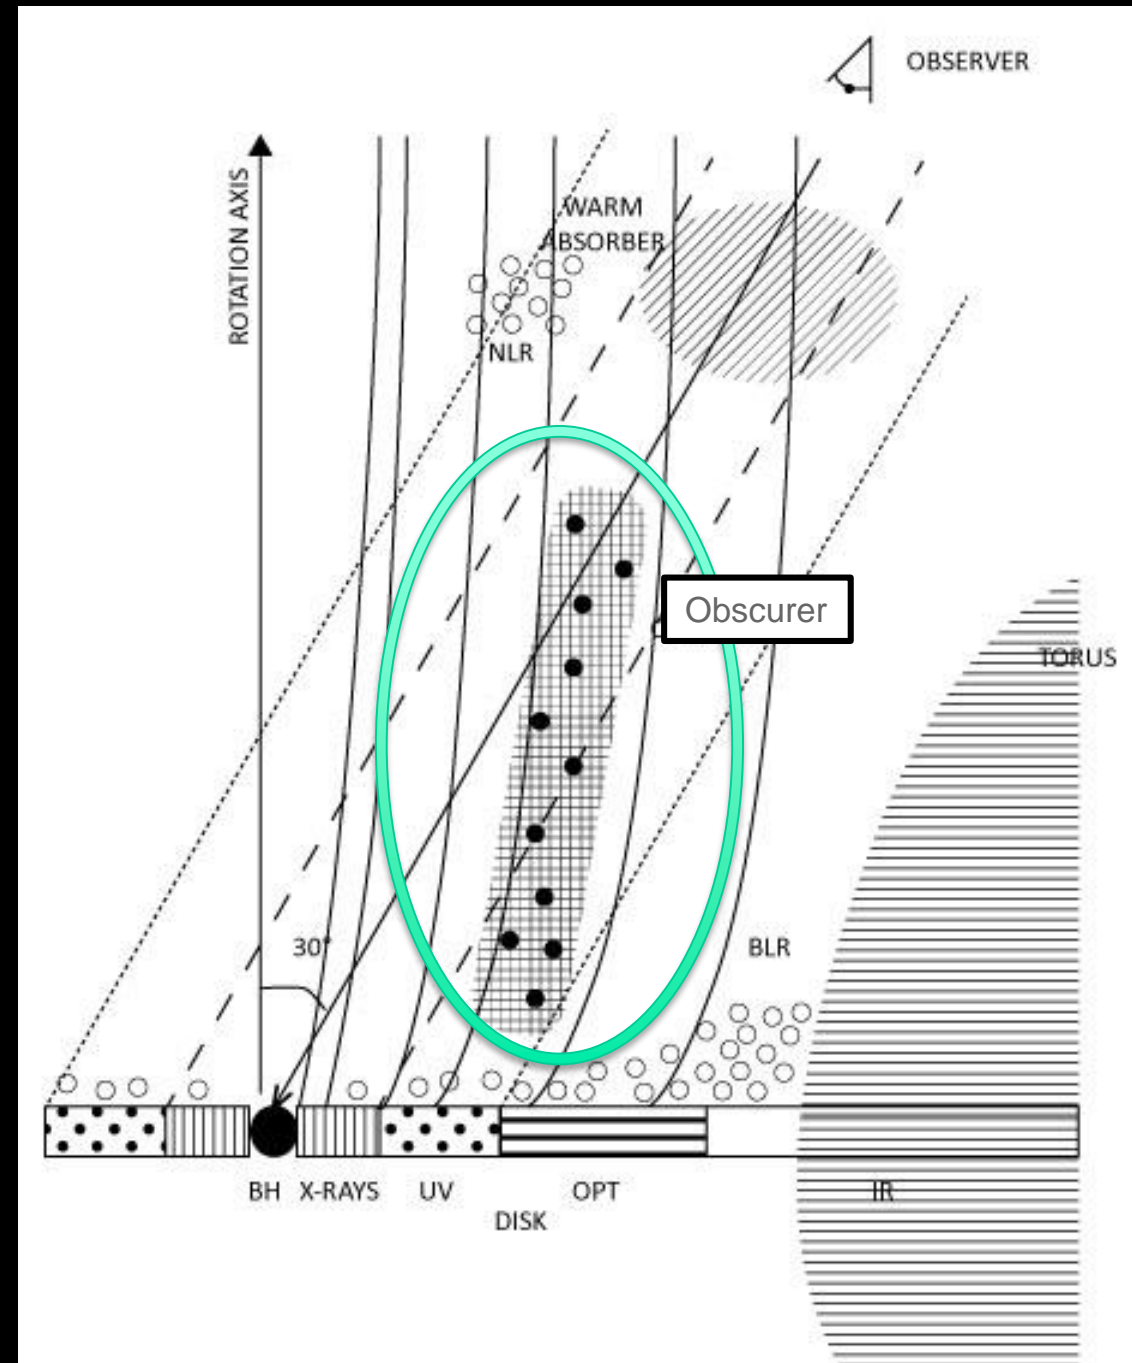 OBSERVER
ROTATION AXIS
WARM
ABSORBER
NLR
Obscurer
TORUS
30°
BLR
BH X-RAYS UV OPT IR
DISK